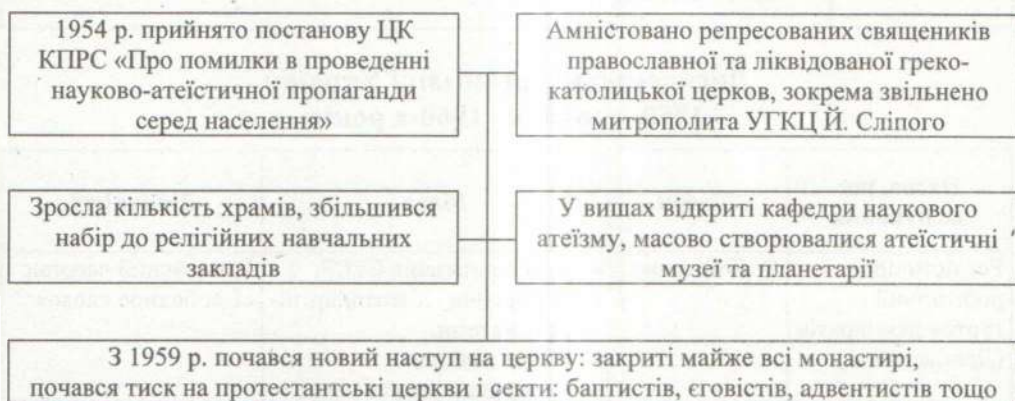 1954 р. прийнято постанову ЦК
КПРС «Про помилки в проведенні
науково-атеїстичної пропаганди
серед населення»
Амністовано репресованих священиків
православної та ліквідованої греко-
католицької церков, зокрема звільнено
митрополита УГКЦ Й. Сліпого
Зросла кількість храмів, збільшився
набір до релігійних навчальних
закладів
У вишах відкриті кафедри наукового
атеїзму, масово створювалися атеїстичні
музеї та планетарії
З 1959 р. почався новий наступ на церкву: закриті майже всі монастирі,
почався тиск на протестантські церкви і секти: баптистів, єговістів, адвентистів тощо